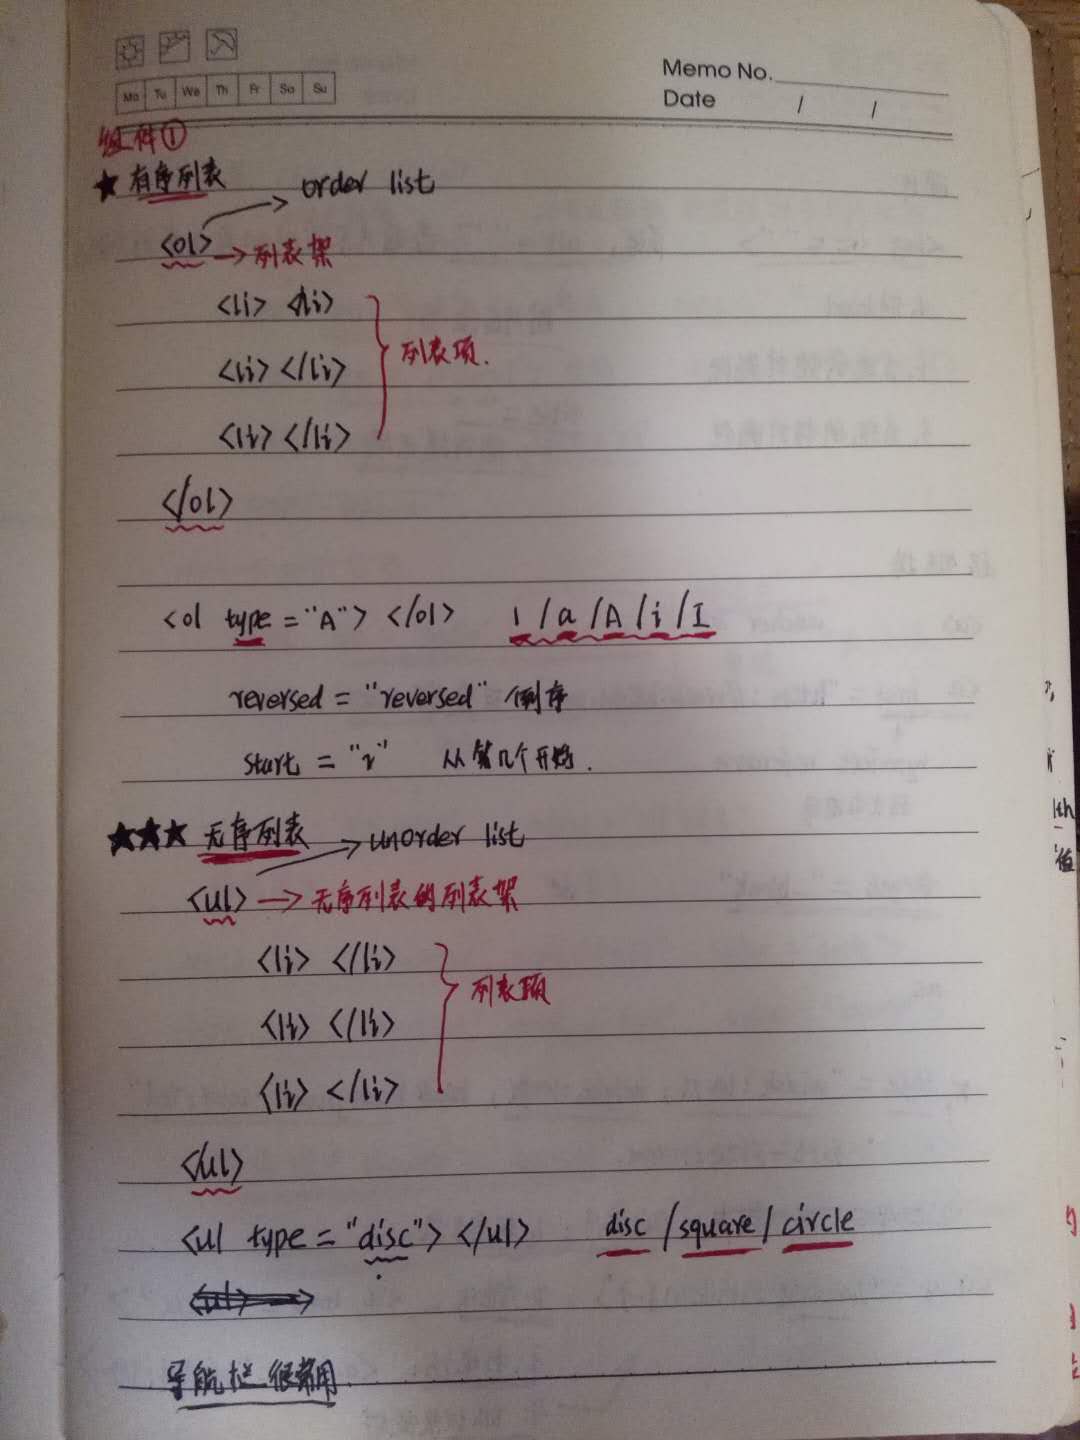 Mo Tu We Th Fr Sa Su
Memo No.
Date / /
组件①
★ 有序列表 → order list
<ol> → 列表架
<li> </li>
<li> </li> 列表项.
<li> </li>
</ol>
<ol type = "A"> </ol> 1 / a / A / i / I
reversed = "reversed" 倒序
start = "2" 从第几个开始.
★★★ 无序列表 → unorder list
<ul> → 无序列表的列表架
<li> </li>
<li> </li> 列表项
<li> </li>
</ul>
<ul type = "disc"> </ul> disc / square / circle
导航栏 很常用